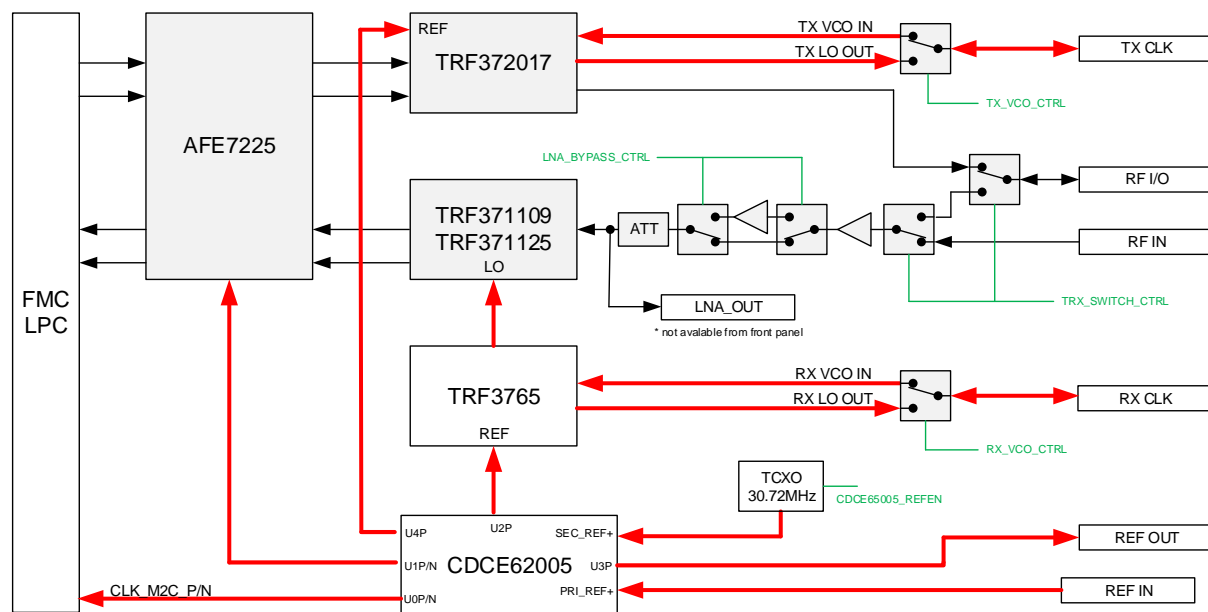 REF
TRF372017
TX VCO IN
TX LO OUT
TX CLK
TX_VCO_CTRL
AFE7225
LNA_BYPASS_CTRL
RF I/O
TRF371109
TRF371125
LO
ATT
RF IN
FMC
LPC
LNA_OUT
* not avalable from front panel
TRX_SWITCH_CTRL
TRF3765
REF
RX VCO IN
RX LO OUT
RX CLK
RX_VCO_CTRL
TCXO
30.72MHz
CDCE65005_REFEN
U4P
U2P
SEC_REF+
REF OUT
U1P/N
CDCE62005
U3P
CLK_M2C_P/N
U0P/N
PRI_REF+
REF IN